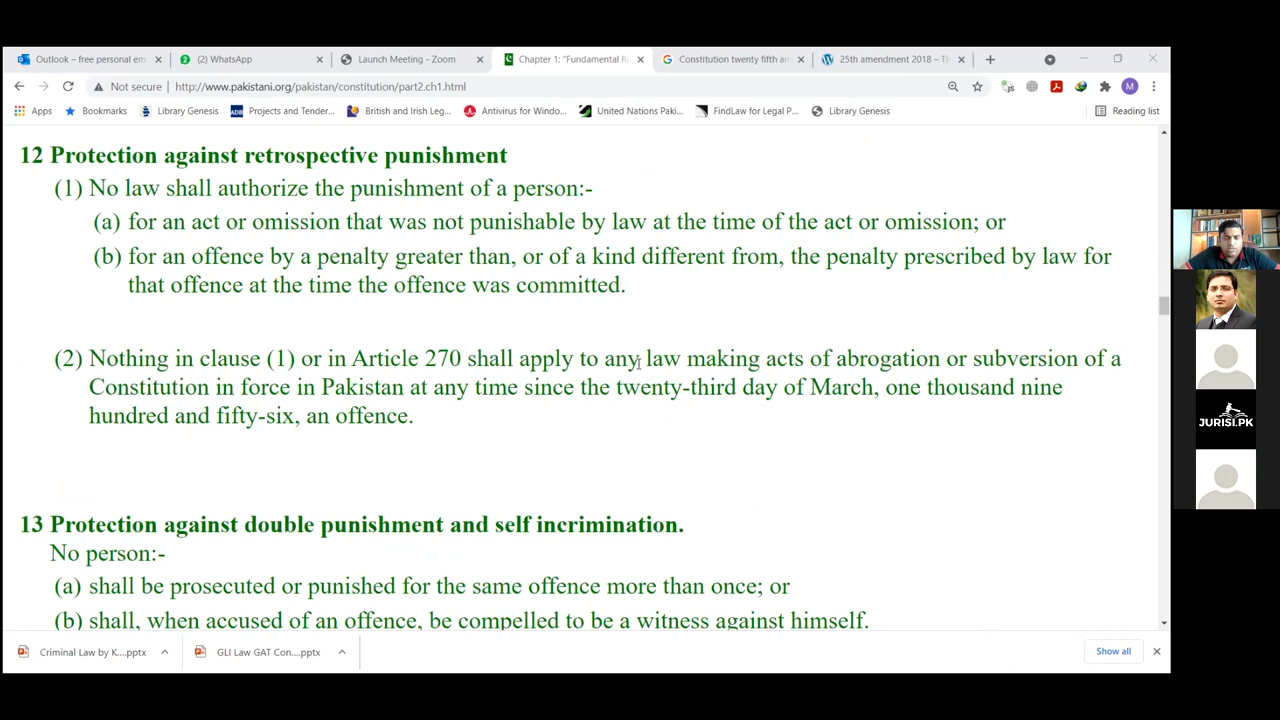 Outlook – free personal em
(2) WhatsApp
Launch Meeting - Zoom
Chapter 1: "Fundamental R
Constitution twenty fifth an
25th amendment 2018 – Th
Not secure
http://www.pakistani.org/pakistan/constitution/part2.ch1.html
M
Apps
Bookmarks
Library Genesis
ADB
Projects and Tender...
British and Irish Leg...
Antivirus for Windo...
United Nations Paki...
FindLaw for Legal P...
Library Genesis
Reading list
12 Protection against retrospective punishment
(1) No law shall authorize the punishment of a person:-
(a) for an act or omission that was not punishable by law at the time of the act or omission; or
(b) for an offence by a penalty greater than, or of a kind different from, the penalty prescribed by law for
that offence at the time the offence was committed.
(2) Nothing in clause (1) or in Article 270 shall apply to any law making acts of abrogation or subversion of a
Constitution in force in Pakistan at any time since the twenty-third day of March, one thousand nine
hundred and fifty-six, an offence.
13 Protection against double punishment and self incrimination.
No person:-
(a) shall be prosecuted or punished for the same offence more than once; or
(b) shall, when accused of an offence, be compelled to be a witness against himself.
Criminal Law by K....pptx
GLI Law GAT Con....pptx
Show all
JURISI.PK